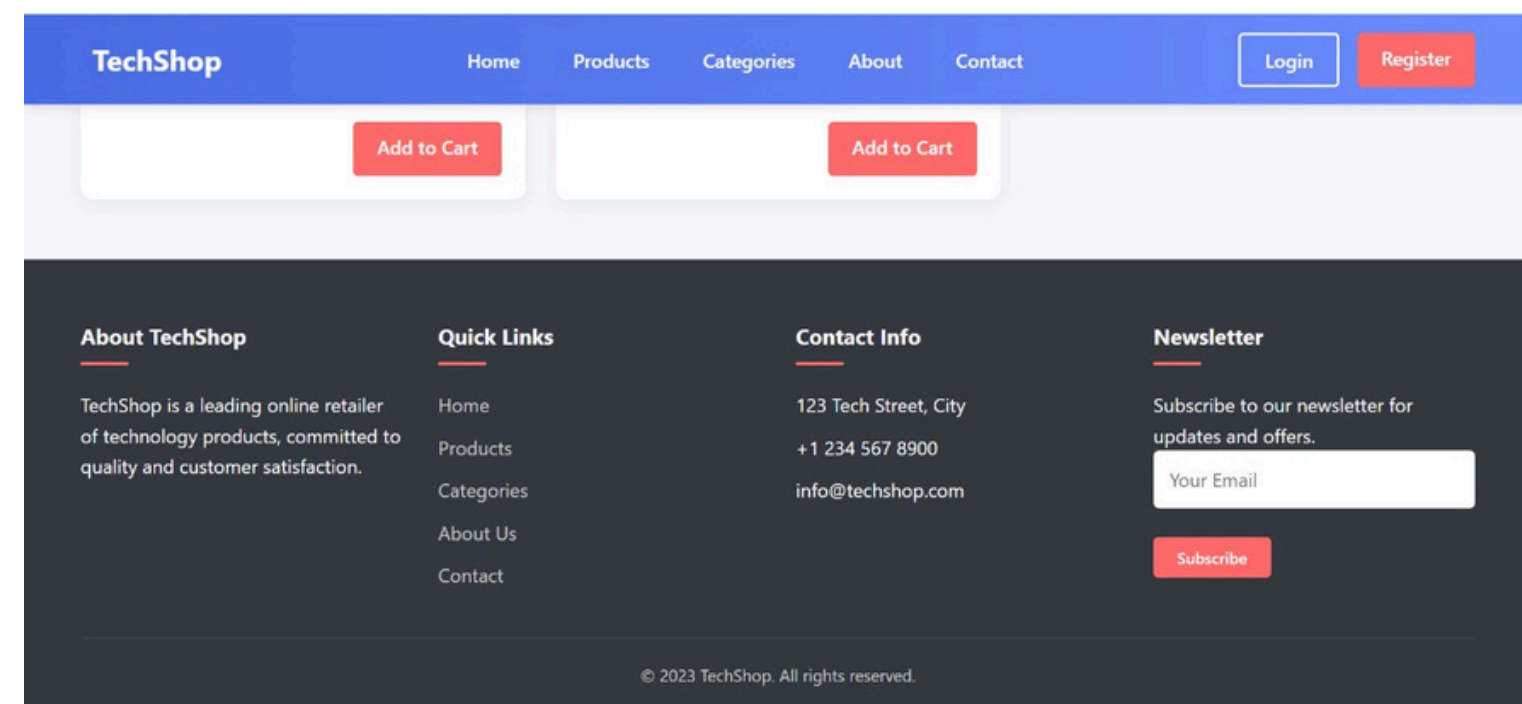 TechShop
Home Products Categories About Contact
Login Register
Add to Cart Add to Cart
About TechShop
TechShop is a leading online retailer
of technology products, committed to
quality and customer satisfaction.
Quick Links
Home
Products
Categories
About Us
Contact
Contact Info
123 Tech Street, City
+1 234 567 8900
info@techshop.com
Newsletter
Subscribe to our newsletter for
updates and offers.
Your Email
Subscribe
© 2023 TechShop. All rights reserved.